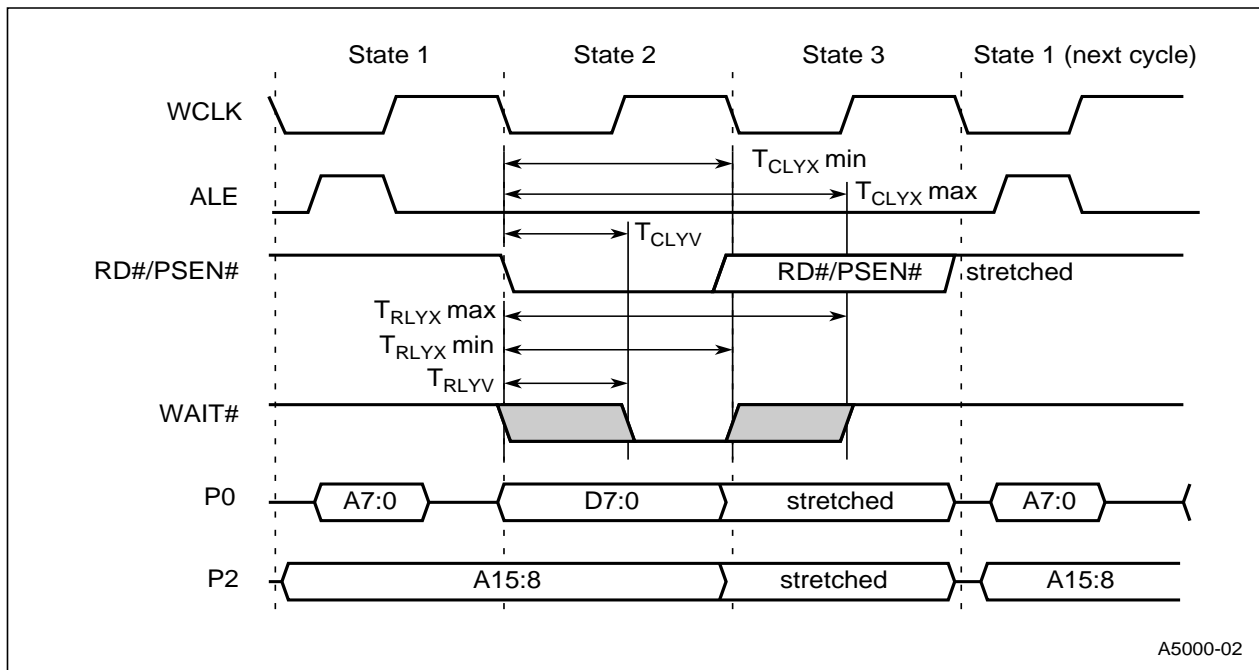 State 1 State 2 State 3 State 1 (next cycle)
WCLK
TCLYX min
ALE
TCLYX max
TCLYV
RD#/PSEN# RD#/PSEN# stretched
TRLYX max
TRLYX min
TRLYV
WAIT#
P0 A7:0 D7:0 stretched A7:0
P2 A15:8 stretched A15:8
A5000-02